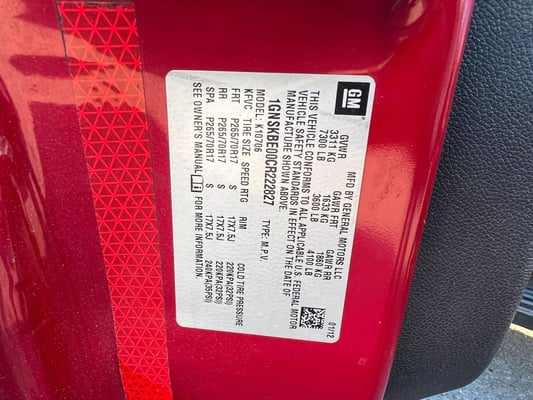 GM
MFD BY GENERAL MOTORS LLC
GVWR GAWR FRT GAWR RR
3311 KG 1633 KG 1860 KG
7300 LB 3600 LB 4100 LB
THIS VEHICLE CONFORMS TO ALL APPLICABLE U.S. FEDERAL MOTOR
VEHICLE SAFETY STANDARDS IN EFFECT ON THE DATE OF
MANUFACTURE SHOWN ABOVE.
01/12
1GNSKBE00CR222827 TYPE: M.P.V.
MODEL: K10706
KFVC TIRE SIZE SPEED RTG RIM COLD TIRE PRESSURE
FRT P265/70R17 S 17X7.5J 220KPA(32PSI)
RR P265/70R17 S 17X7.5J 220KPA(32PSI)
SPA P265/70R17 S 17X7.5J 240KPA(35PSI)
SEE OWNER'S MANUAL FOR MORE INFORMATION